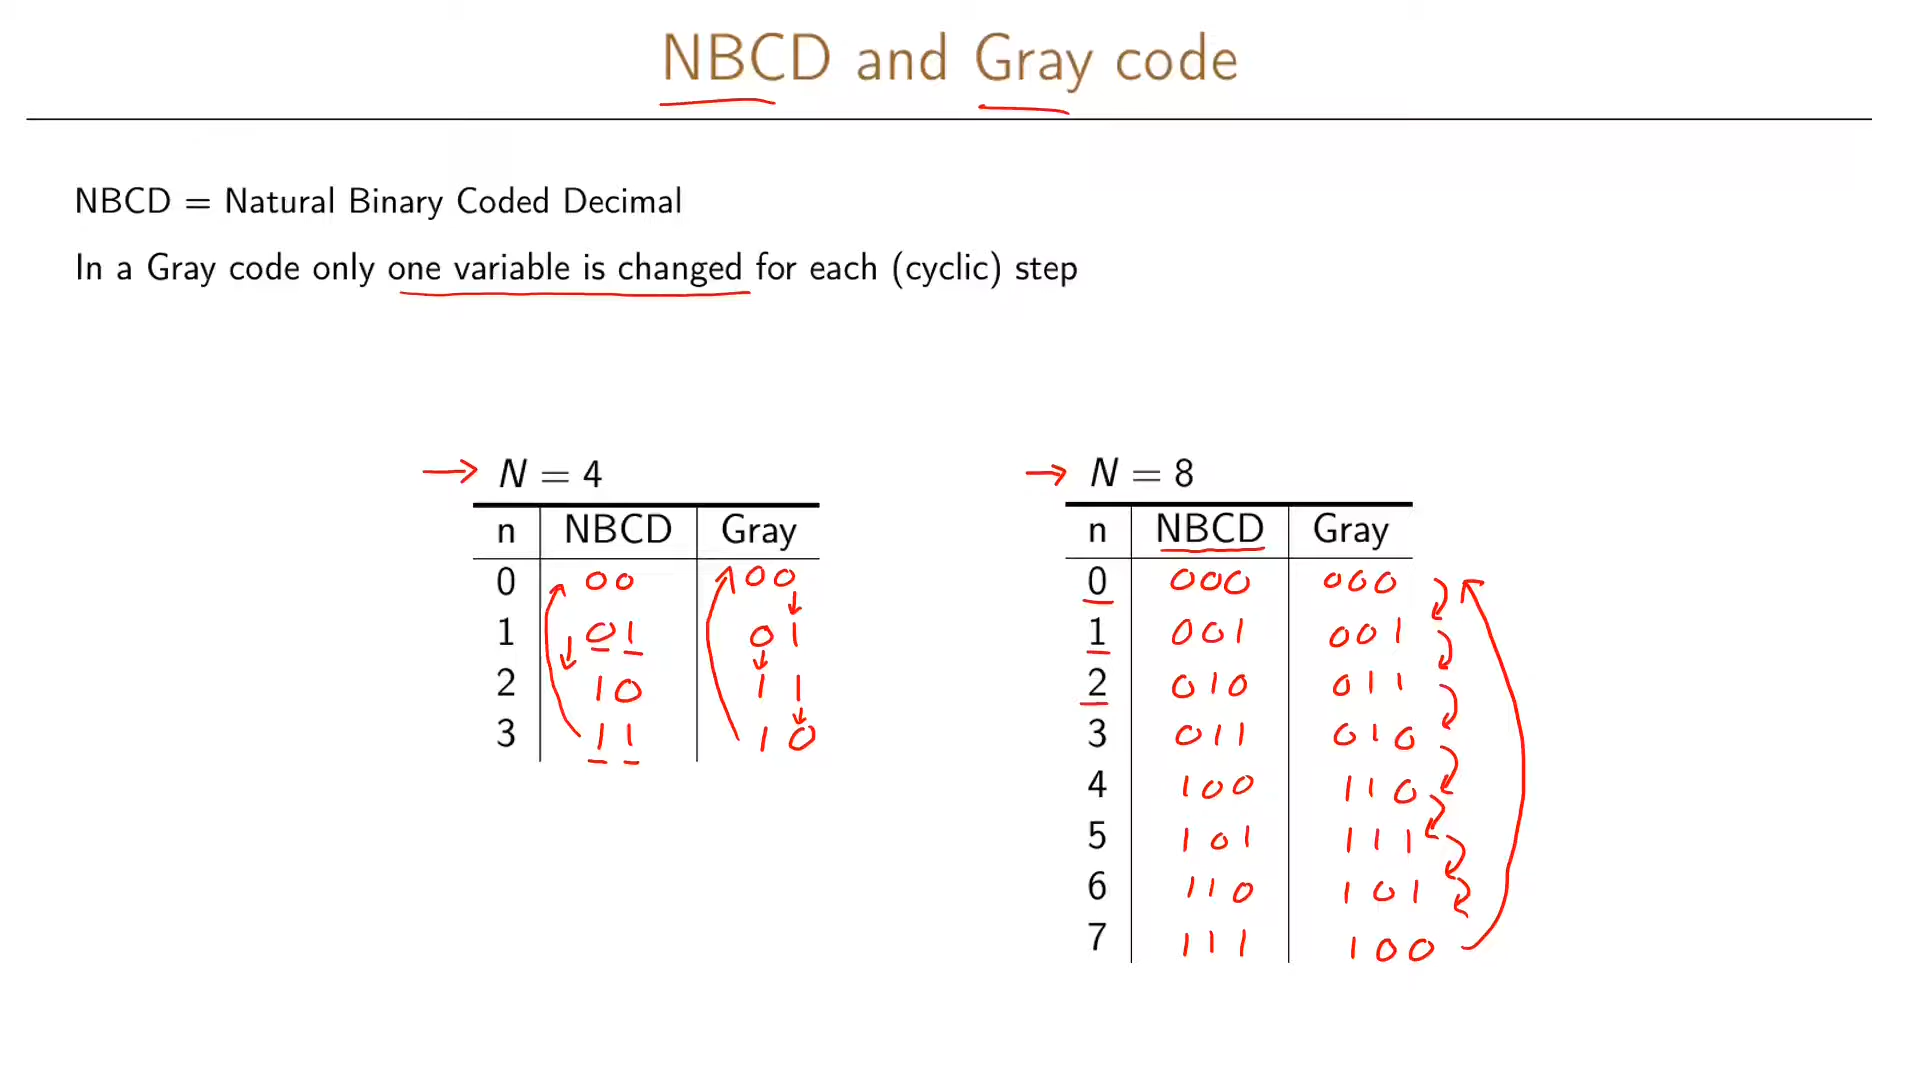 NBCD and Gray code
NBCD = Natural Binary Coded Decimal
In a Gray code only one variable is changed for each (cyclic) step
N = 4
n NBCD Gray
0 00 00
1 01 01
2 10 11
3 11 10
N = 8
n NBCD Gray
0 000 000
1 001 001
2 010 011
3 011 010
4 100 110
5 101 111
6 110 101
7 111 100